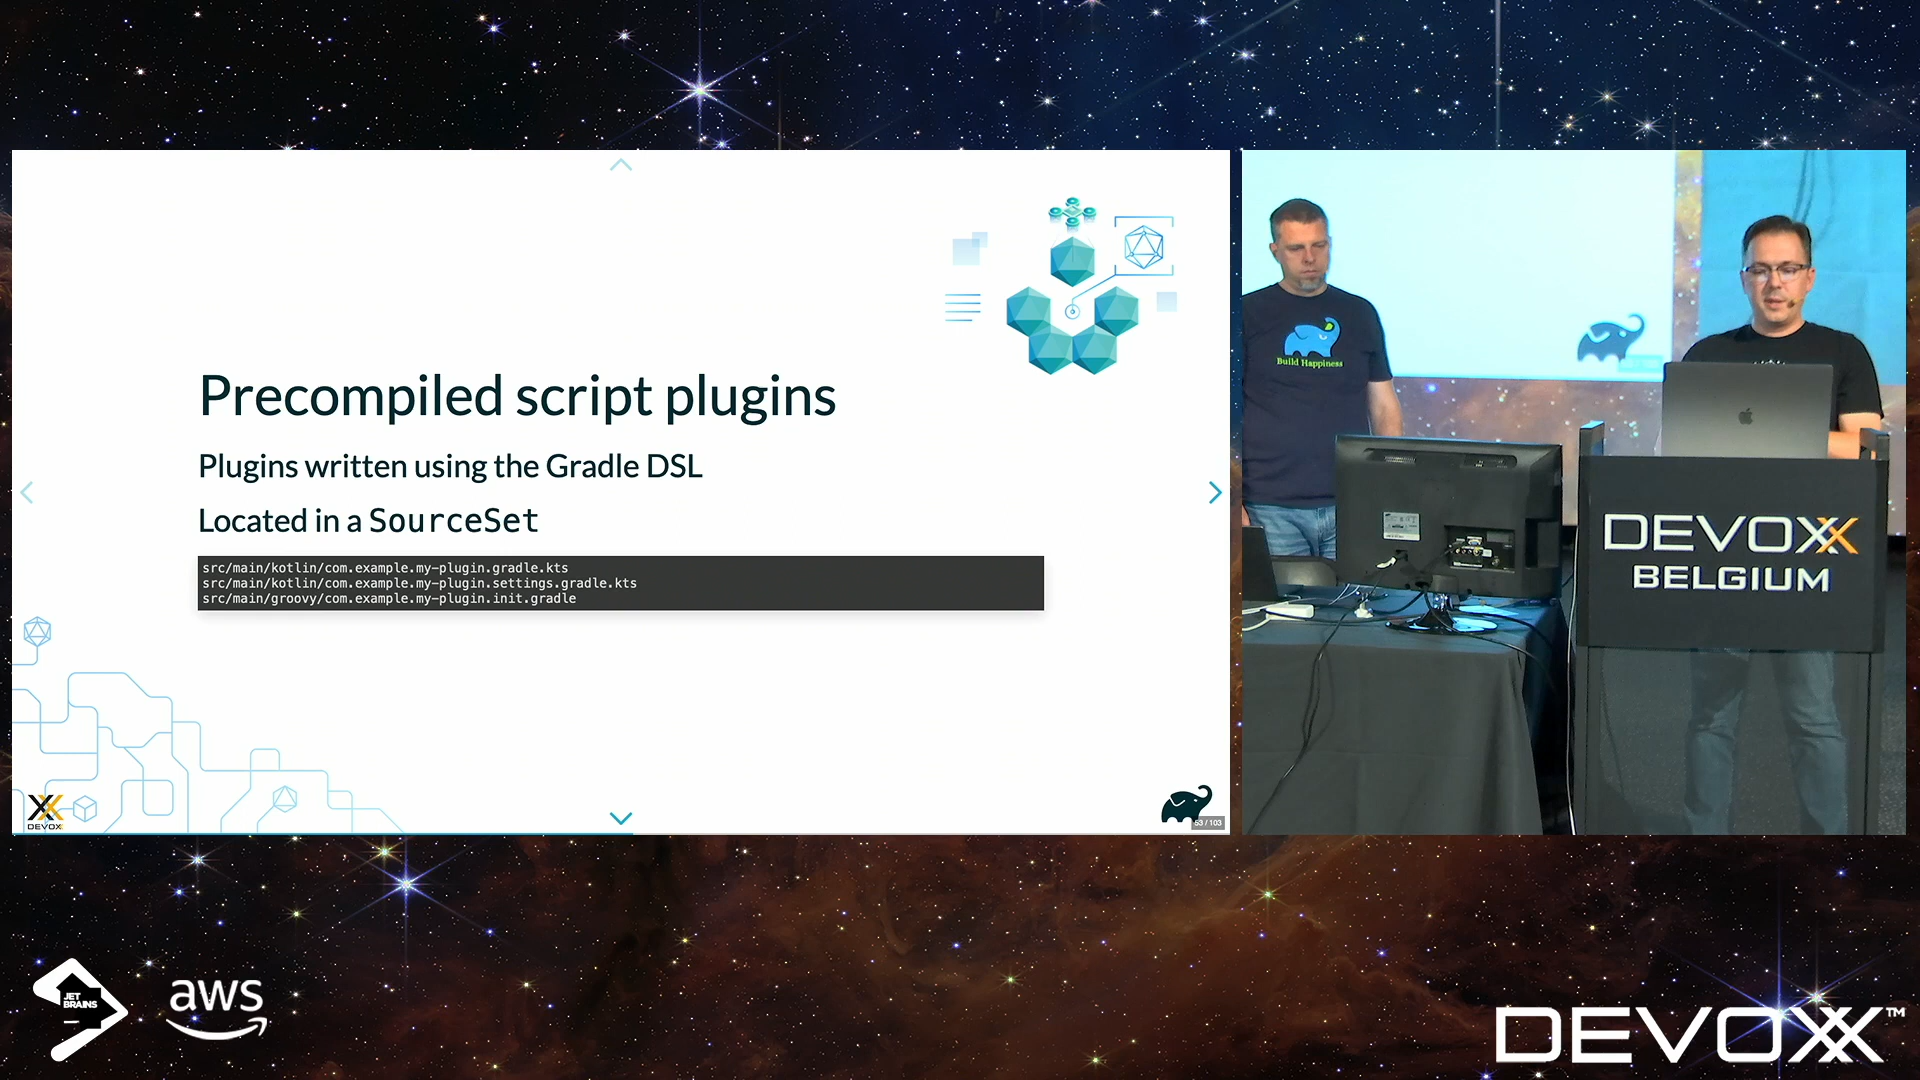 Precompiled script plugins
Plugins written using the Gradle DSL
Located in a SourceSet
src/main/kotlin/com.example.my-plugin.gradle.kts
src/main/kotlin/com.example.my-plugin.settings.gradle.kts
src/main/groovy/com.example.my-plugin.init.gradle
DEVOXX
53 / 103
Build Happiness
DEVOXX
BELGIUM
JET
BRAINS
aws
DEVOXX™